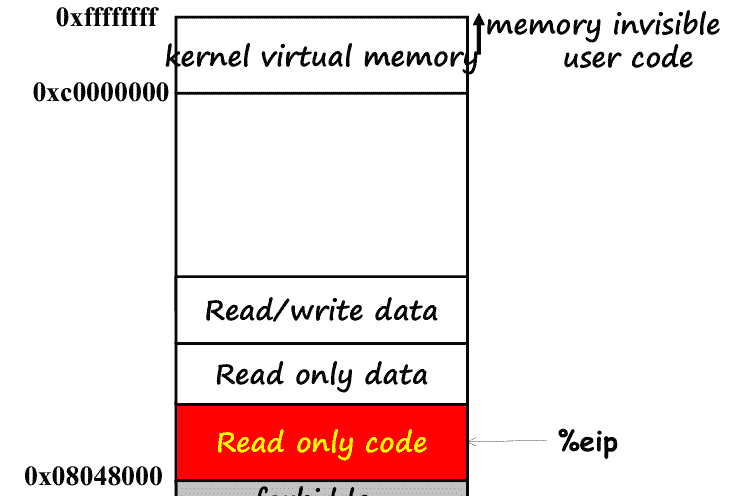 0xffffffff
memory invisible
user code
kernel virtual memory
0xc0000000
Read/write data
Read only data
Read only code
%eip
0x08048000